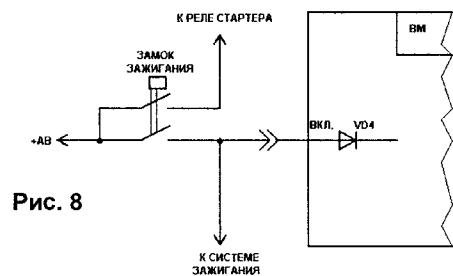 К РЕЛЕ СТАРТЕРА
ВМ
ЗАМОК
ЗАЖИГАНИЯ
+АВ
ВКЛ.
VD4
Рис. 8
К СИСТЕМЕ
ЗАЖИГАНИЯ